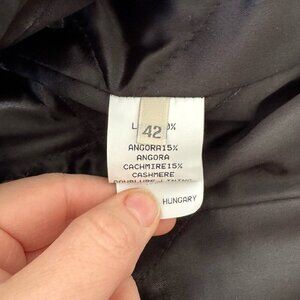 42
ANGORA15%
ANGORA
CACHMIRE15%
CASHMERE
HUNGARY